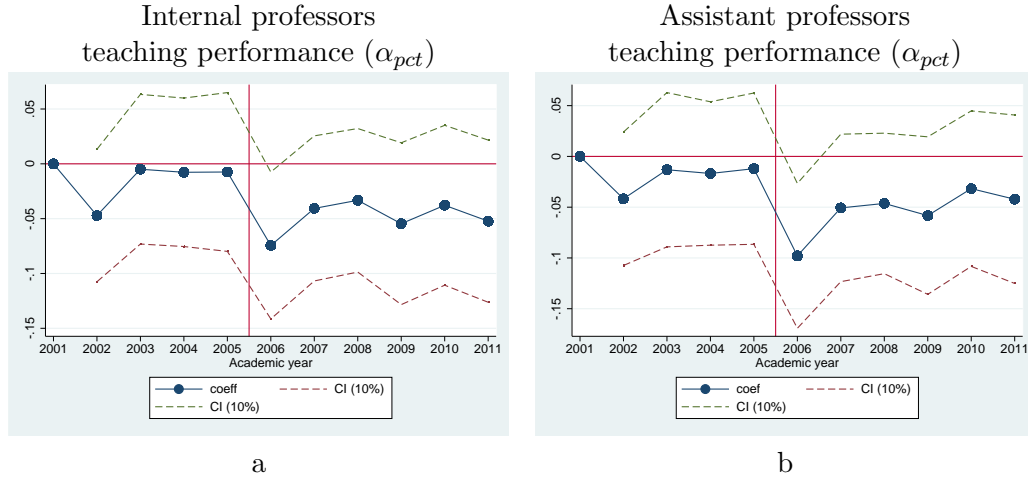 Internal professors
teaching performance (α_pct)
.05
0
-.05
-.1
-.15
2001 2002 2003 2004 2005 2006 2007 2008 2009 2010 2011
Academic year
coeff
CI (10%)
CI (10%)
a
Assistant professors
teaching performance (α_pct)
.05
0
-.05
-.1
-.15
2001 2002 2003 2004 2005 2006 2007 2008 2009 2010 2011
Academic year
coef
CI (10%)
CI (10%)
b